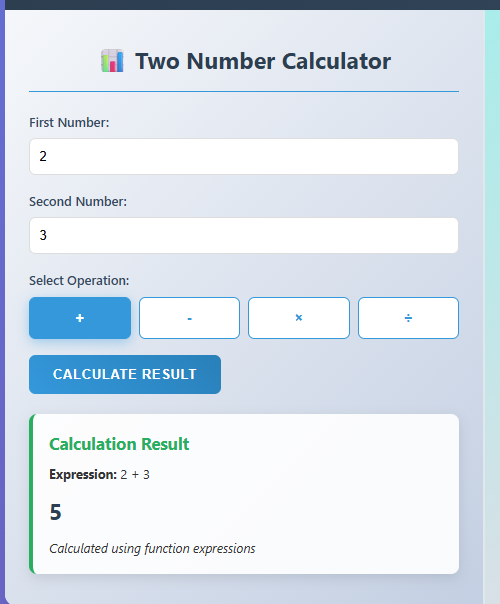 Two Number Calculator
First Number:
2
Second Number:
3
Select Operation:
+ - × ÷
CALCULATE RESULT
Calculation Result
Expression: 2 + 3
5
Calculated using function expressions